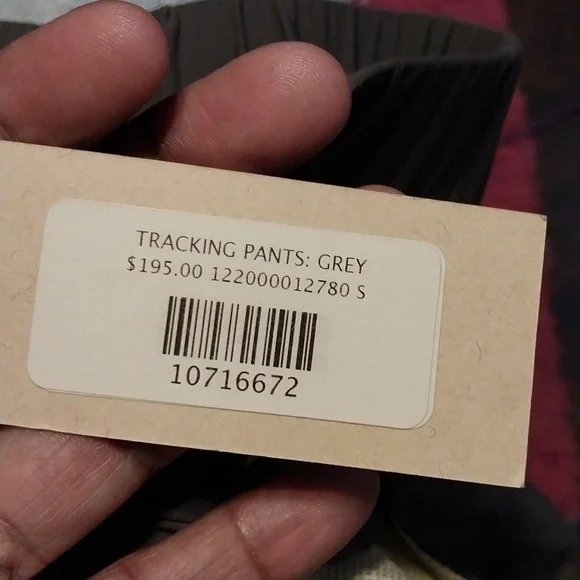 TRACKING PANTS: GREY
$195.00 122000012780 S
10716672